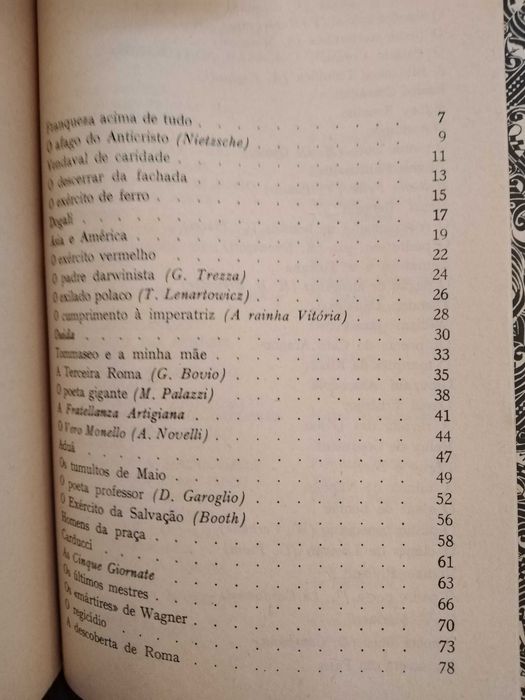 Franqueza acima de tudo . . . . . . . . . . 7
O afago do Anticristo (Nietzsche) . . . . . . . 9
Vendaval de caridade . . . . . . . . . . . 11
O descerrar da fachada . . . . . . . . . . 13
O exército de ferro . . . . . . . . . . . . 15
Dogali . . . . . . . . . . . . . . . 17
Ásia e América . . . . . . . . . . . . . 19
O exército vermelho . . . . . . . . . . . 22
O padre darwinista (G. Trezza) . . . . . . . . 24
O exilado polaco (T. Lenartowicz) . . . . . . . 26
O cumprimento à imperatriz (A rainha Vitória) . . . 28
Ouida . . . . . . . . . . . . . . . 30
Tommaseo e a minha mãe . . . . . . . . . 33
A Terceira Roma (G. Bovio) . . . . . . . . . 35
O poeta gigante (M. Palazzi) . . . . . . . . . 38
A Fratellanza Artigiana . . . . . . . . . . 41
O Vero Monello (A. Novelli) . . . . . . . . . 44
Aduá . . . . . . . . . . . . . . . 47
Os tumultos de Maio . . . . . . . . . . . 49
O poeta professor (D. Garoglio) . . . . . . . . 52
O Exército da Salvação (Booth) . . . . . . . . 56
Homens da praça . . . . . . . . . . . . 58
Carducci . . . . . . . . . . . . . . 61
As Cinque Giornate . . . . . . . . . . . 63
Os últimos mestres . . . . . . . . . . . 66
Os «mártires» de Wagner . . . . . . . . . . 70
O regicídio . . . . . . . . . . . . . 73
A descoberta de Roma . . . . . . . . . . 78